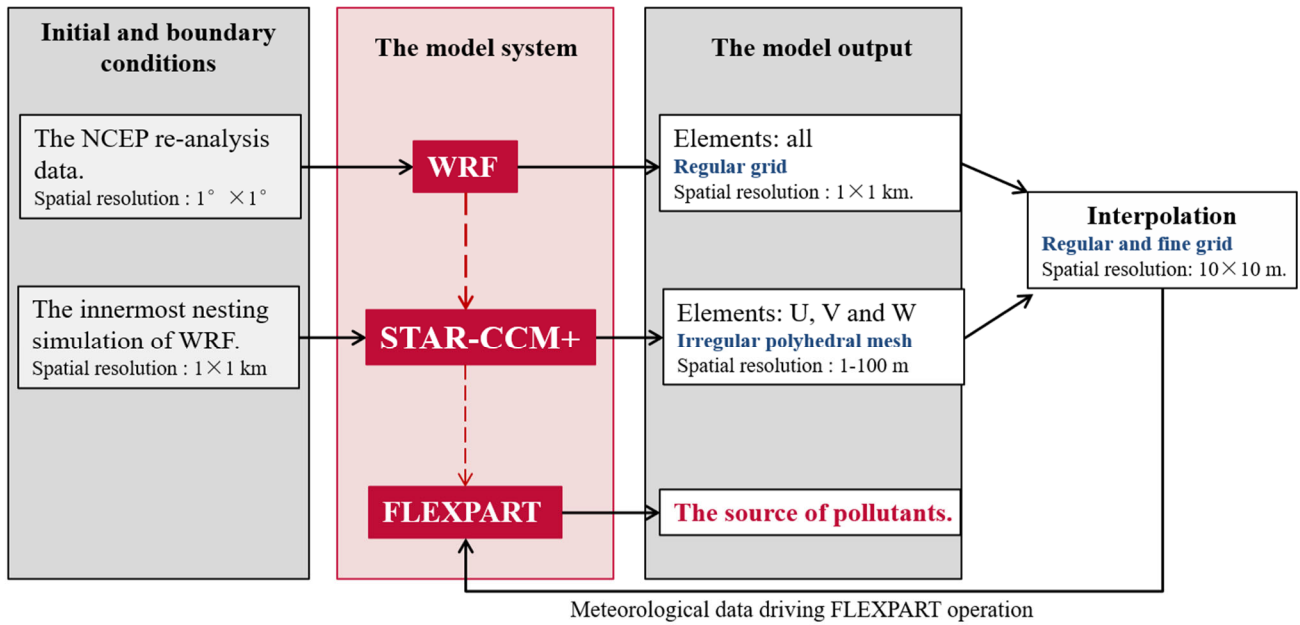 Initial and boundary
conditions
The model system
The model output
The NCEP re-analysis
data.
Spatial resolution : 1° ×1°
WRF
Elements: all
Regular grid
Spatial resolution : 1×1 km.
Interpolation
Regular and fine grid
Spatial resolution: 10×10 m.
The innermost nesting
simulation of WRF.
Spatial resolution : 1×1 km
STAR-CCM+
Elements: U, V and W
Irregular polyhedral mesh
Spatial resolution : 1-100 m
FLEXPART
The source of pollutants.
Meteorological data driving FLEXPART operation